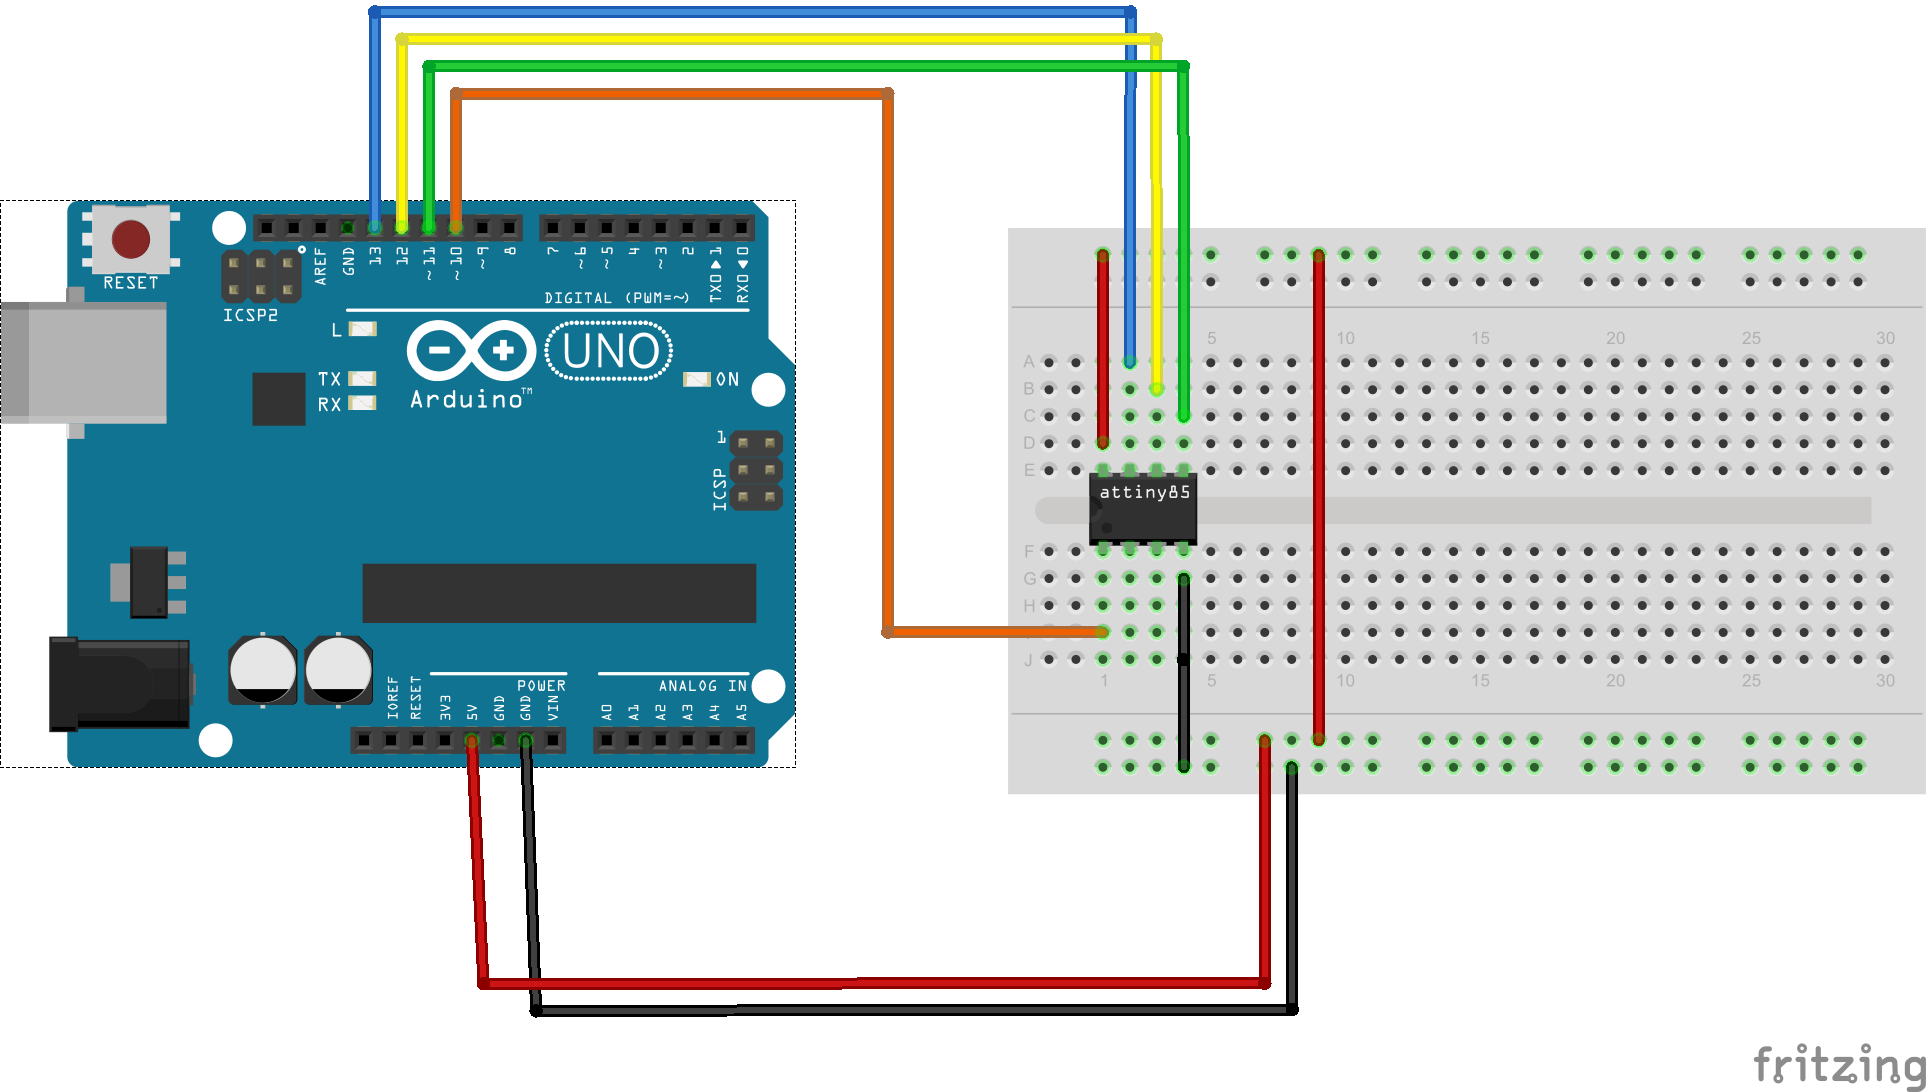 RESET
ICSP2
AREF
GND
13
12
~11
~10
~9
8
7
~6
~5
4
~3
2
TX0▶1
RX0◀0
DIGITAL (PWM=~)
L
TX
RX
UNO
Arduino™
ON
1
ICSP
IOREF
RESET
3V3
5V
GND
GND
VIN
POWER
ANALOG IN
A0
A1
A2
A3
A4
A5
5 10 15 20 25 30
A
B
C
D
E
attiny85
F
G
H
J
1 5 10 15 20 25 30
fritzing